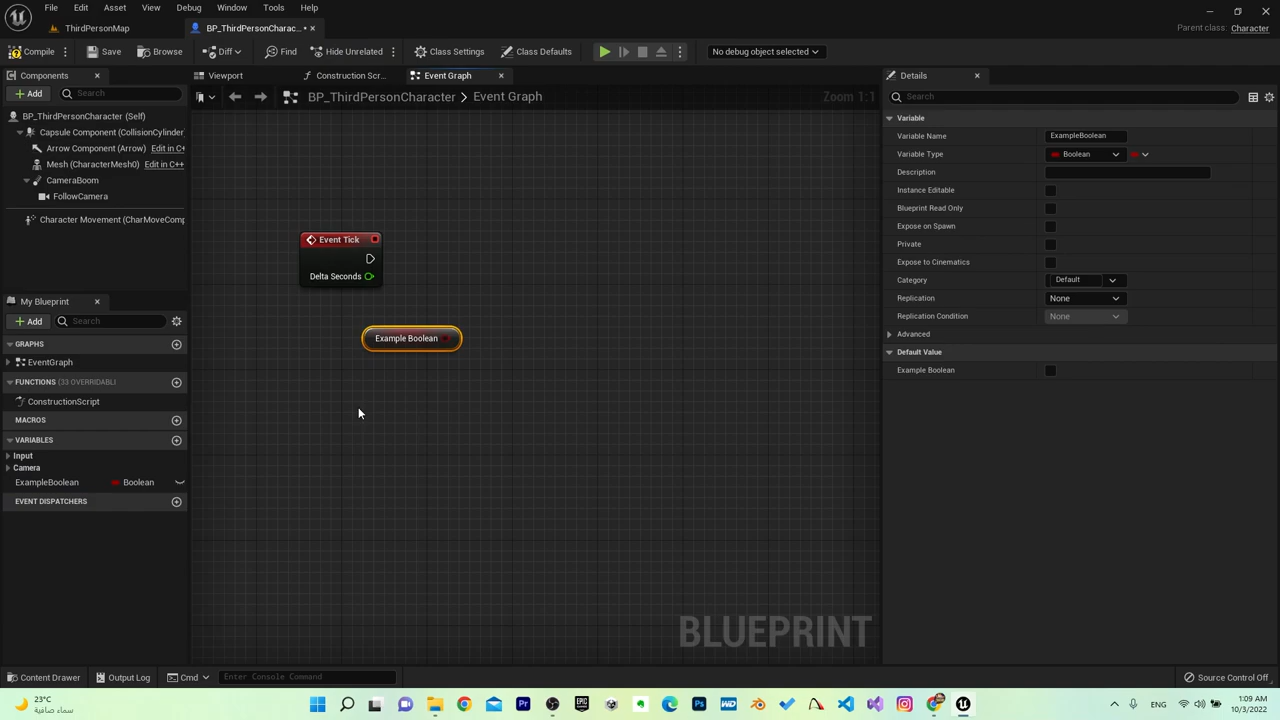 File Edit Asset View Debug Window Tools Help
ThirdPersonMap
BP_ThirdPersonCharac... •
Parent class: Character
Compile Save Browse Diff Find Hide Unrelated Class Settings Class Defaults No debug object selected
Components
Viewport Construction Scr... Event Graph
Details
Add Search
BP_ThirdPersonCharacter > Event Graph
Zoom 1:1
Search
BP_ThirdPersonCharacter (Self)
Capsule Component (CollisionCylinder
Arrow Component (Arrow) Edit in C+
Mesh (CharacterMesh0) Edit in C++
CameraBoom
FollowCamera
Character Movement (CharMoveComp
My Blueprint
Add Search
GRAPHS
EventGraph
FUNCTIONS (33 OVERRIDABLI
ConstructionScript
MACROS
VARIABLES
Input
Camera
ExampleBoolean Boolean
EVENT DISPATCHERS
Event Tick
Delta Seconds
Example Boolean
BLUEPRINT
Variable
Variable Name ExampleBoolean
Variable Type Boolean
Description
Instance Editable
Blueprint Read Only
Expose on Spawn
Private
Expose to Cinematics
Category Default
Replication None
Replication Condition None
Advanced
Default Value
Example Boolean
Content Drawer Output Log Cmd Enter Console Command
Source Control Off
23°C
سماء صافية
Pr
Ps
WD
ENG
1:09 AM
10/3/2022